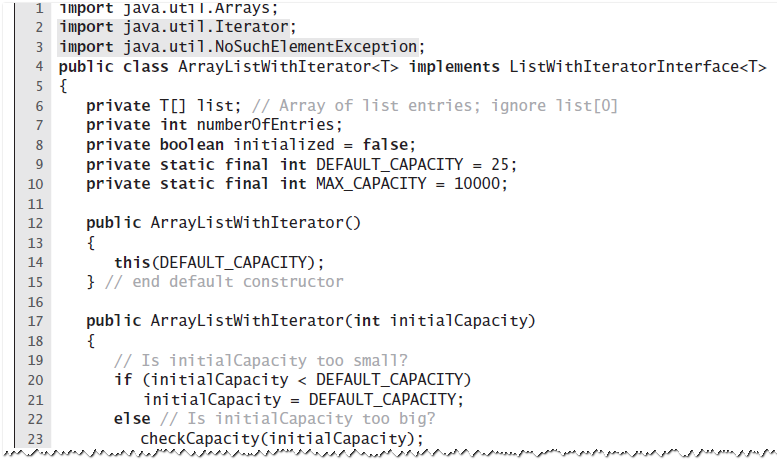 1 import java.util.Arrays;
2 import java.util.Iterator;
3 import java.util.NoSuchElementException;
4 public class ArrayListWithIterator<T> implements ListWithIteratorInterface<T>
5 {
6 private T[] list; // Array of list entries; ignore list[0]
7 private int numberOfEntries;
8 private boolean initialized = false;
9 private static final int DEFAULT_CAPACITY = 25;
10 private static final int MAX_CAPACITY = 10000;
11
12 public ArrayListWithIterator()
13 {
14 this(DEFAULT_CAPACITY);
15 } // end default constructor
16
17 public ArrayListWithIterator(int initialCapacity)
18 {
19 // Is initialCapacity too small?
20 if (initialCapacity < DEFAULT_CAPACITY)
21 initialCapacity = DEFAULT_CAPACITY;
22 else // Is initialCapacity too big?
23 checkCapacity(initialCapacity);